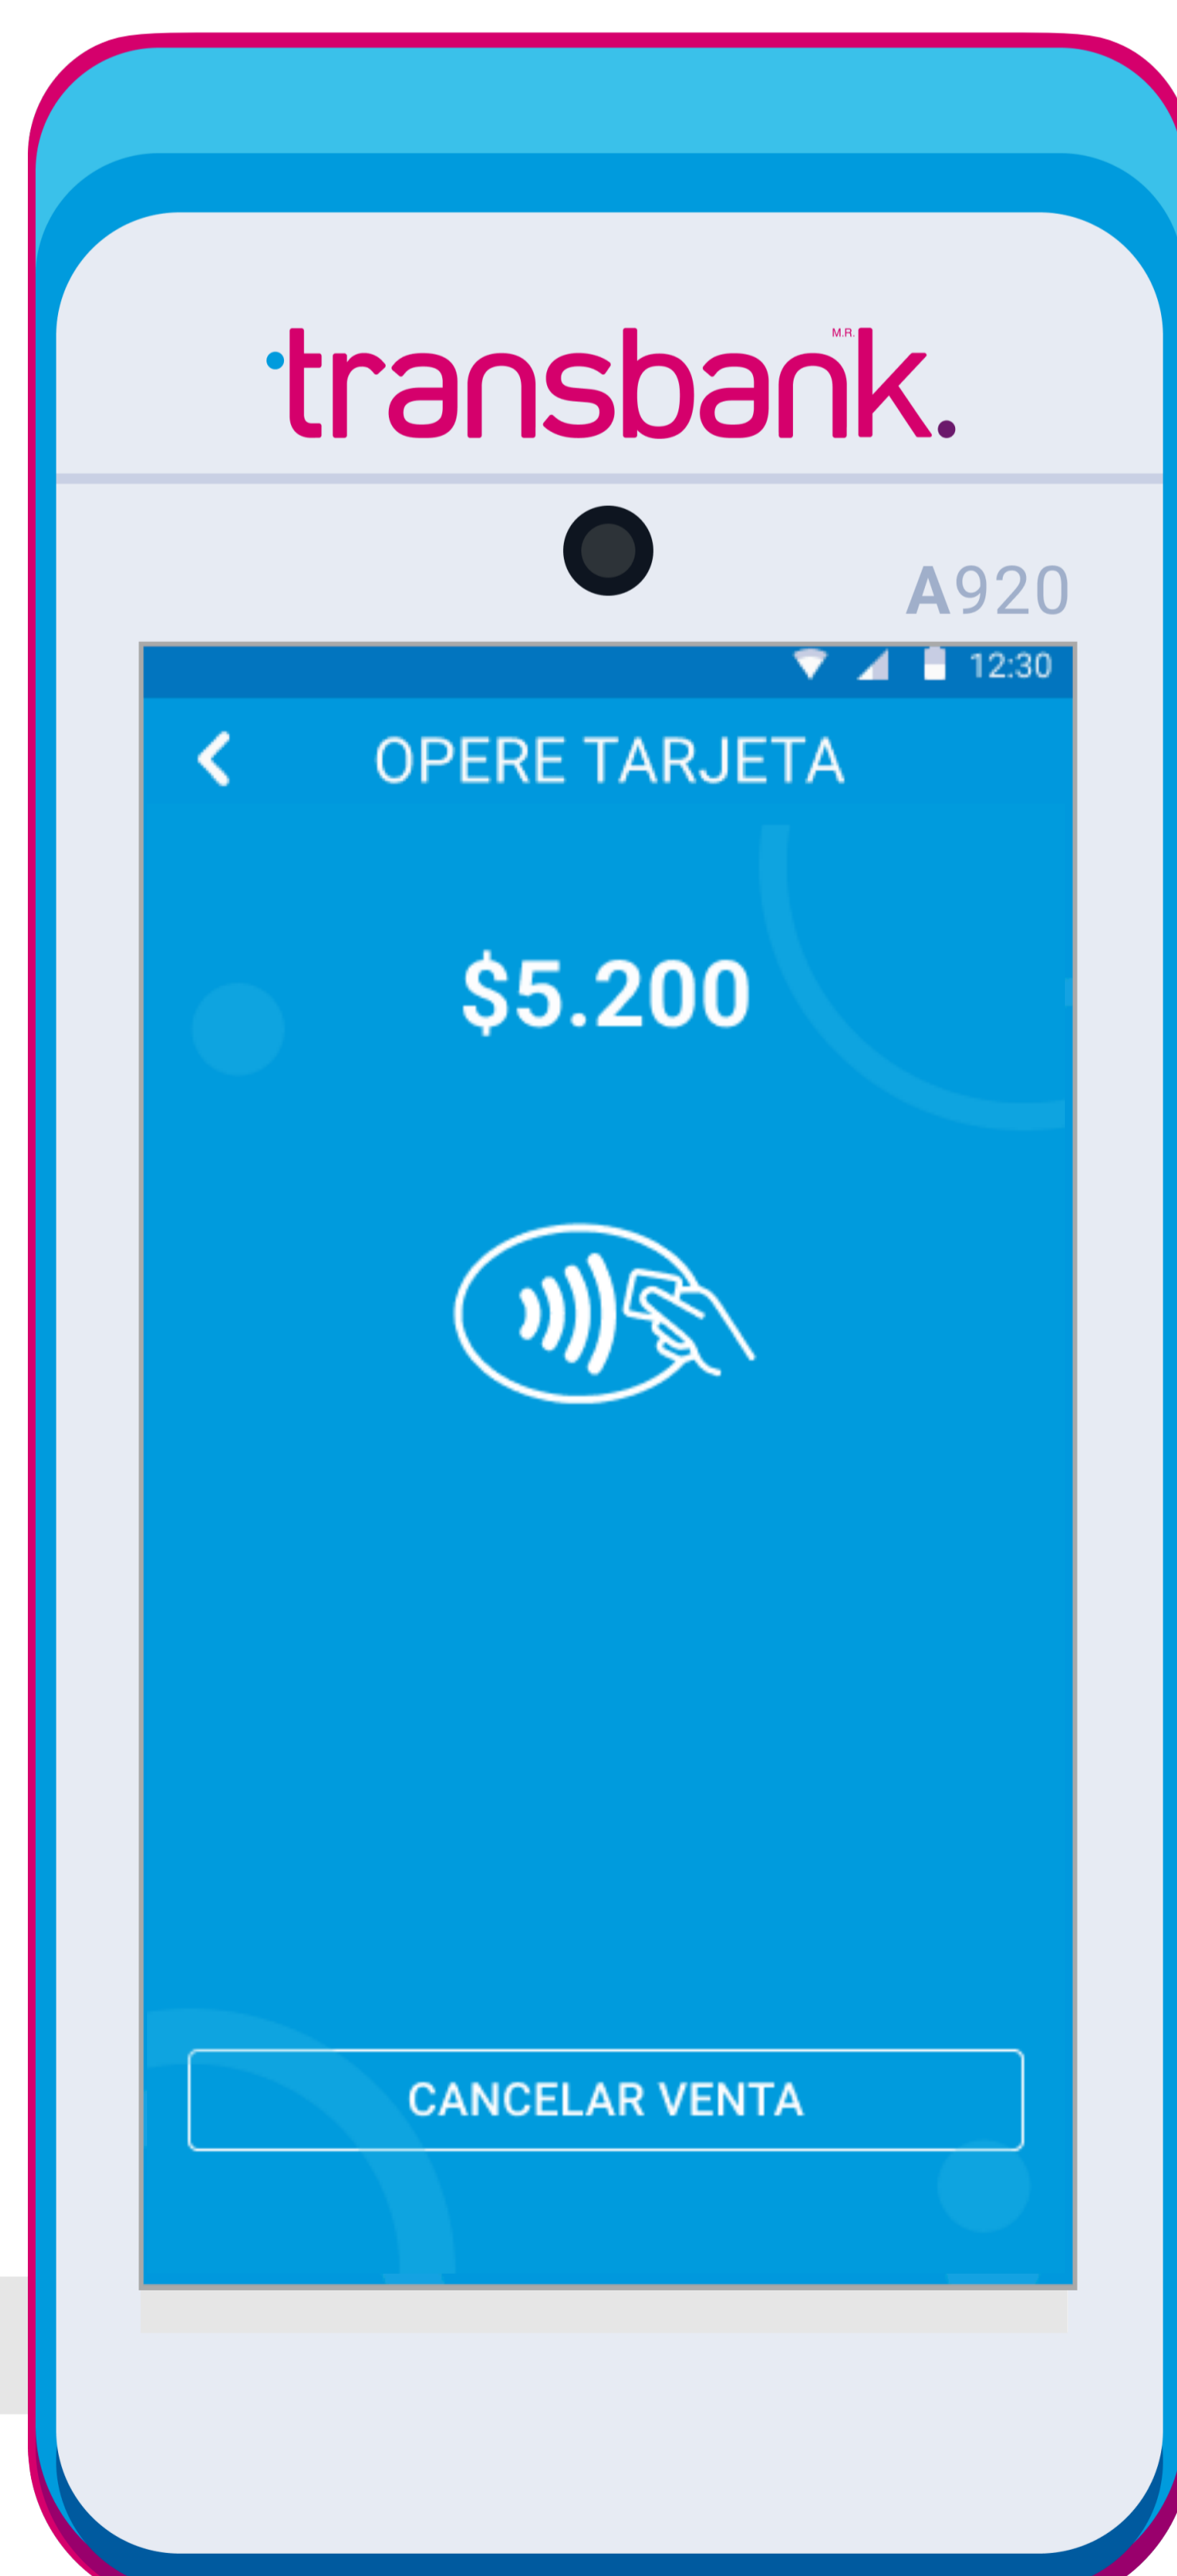 transbank.
M.R.
A920
12:30
OPERE TARJETA
$5.200
CANCELAR VENTA